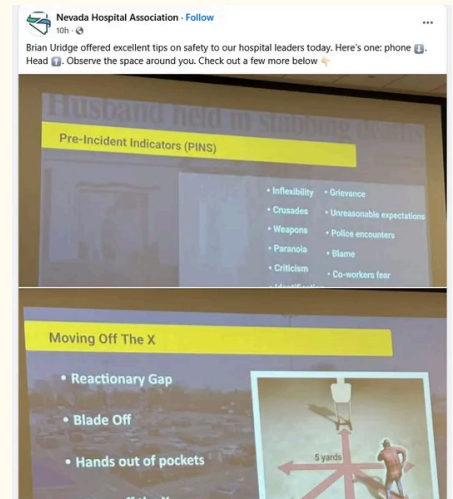 Nevada Hospital Association · Follow
10h ·
Brian Uridge offered excellent tips on safety to our hospital leaders today. Here's one: phone ⬇️.
Head ⬆️. Observe the space around you. Check out a few more below 👇🏻
Husband held in stabbing deaths
Pre-Incident Indicators (PINS)
• Inflexibility
• Crusades
• Weapons
• Paranoia
• Criticism
• Grievance
• Unreasonable expectations
• Police encounters
• Blame
• Co-workers fear
Moving Off The X
• Reactionary Gap
• Blade Off
• Hands out of pockets
5 yards